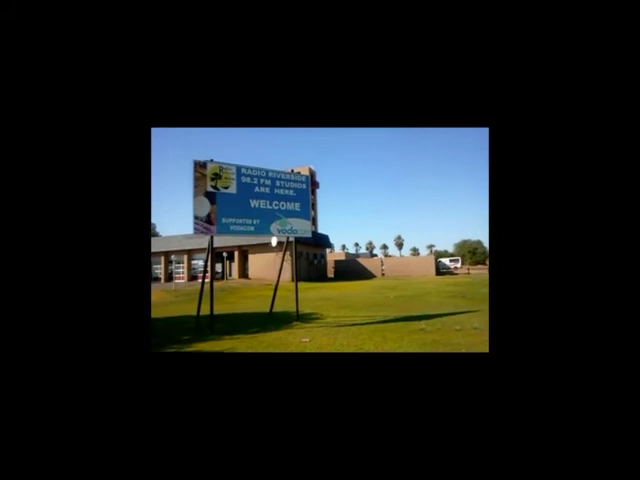 RADIO RIVERSIDE
98.2 FM STUDIOS
ARE HERE.
WELCOME
SUPPORTED BY
VODACOM
vodacom